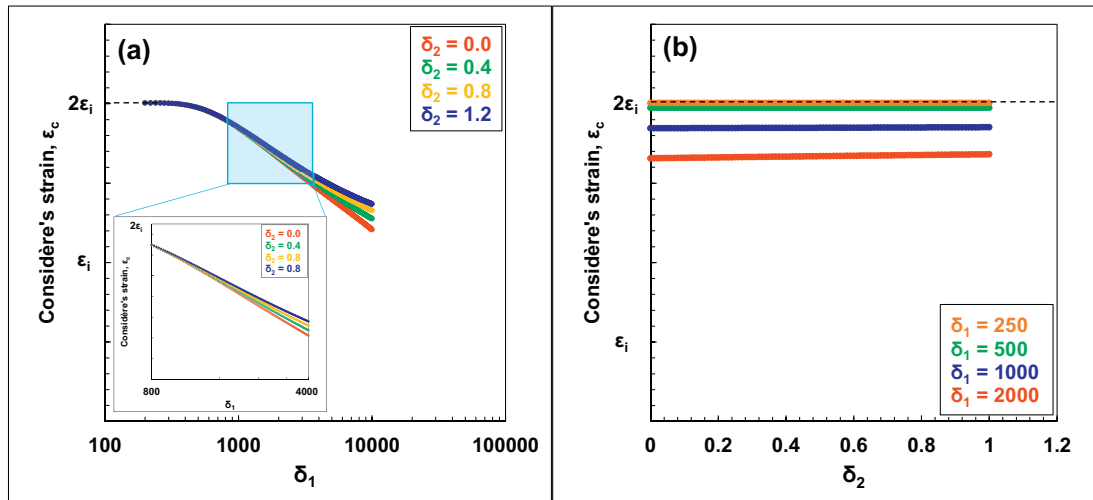 (a)
δ2 = 0.0
δ2 = 0.4
δ2 = 0.8
δ2 = 1.2
2εi
εi
Considère's strain, εc
2εi
δ2 = 0.0
δ2 = 0.4
δ2 = 0.8
δ2 = 0.8
Considère's strain, εc
800
4000
δ1
100
1000
10000
100000
δ1
(b)
2εi
εi
Considère's strain, εc
δ1 = 250
δ1 = 500
δ1 = 1000
δ1 = 2000
0
0.2
0.4
0.6
0.8
1
1.2
δ2